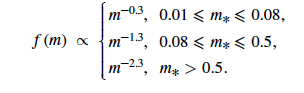 m^{-0.3}, 0.01 ⩽ m_* ⩽ 0.08,
f (m) ∝ { m^{-1.3}, 0.08 ⩽ m_* ⩽ 0.5,
m^{-2.3}, m_* > 0.5.